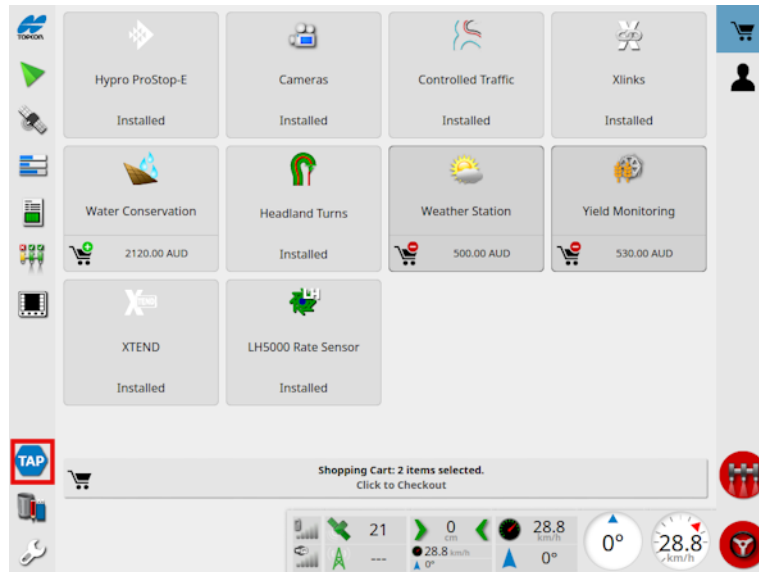 TOPCON
Hypro ProStop-E
Installed
Cameras
Installed
Controlled Traffic
Installed
Xlinks
Installed
Water Conservation
2120.00 AUD
Headland Turns
Installed
Weather Station
500.00 AUD
Yield Monitoring
530.00 AUD
XTEND
XTEND
Installed
LH
LH5000 Rate Sensor
Installed
TAP
Shopping Cart: 2 items selected.
Click to Checkout
21
---
0
cm
28.8 km/h
0°
28.8
km/h
0°
0°
28.8
km/h